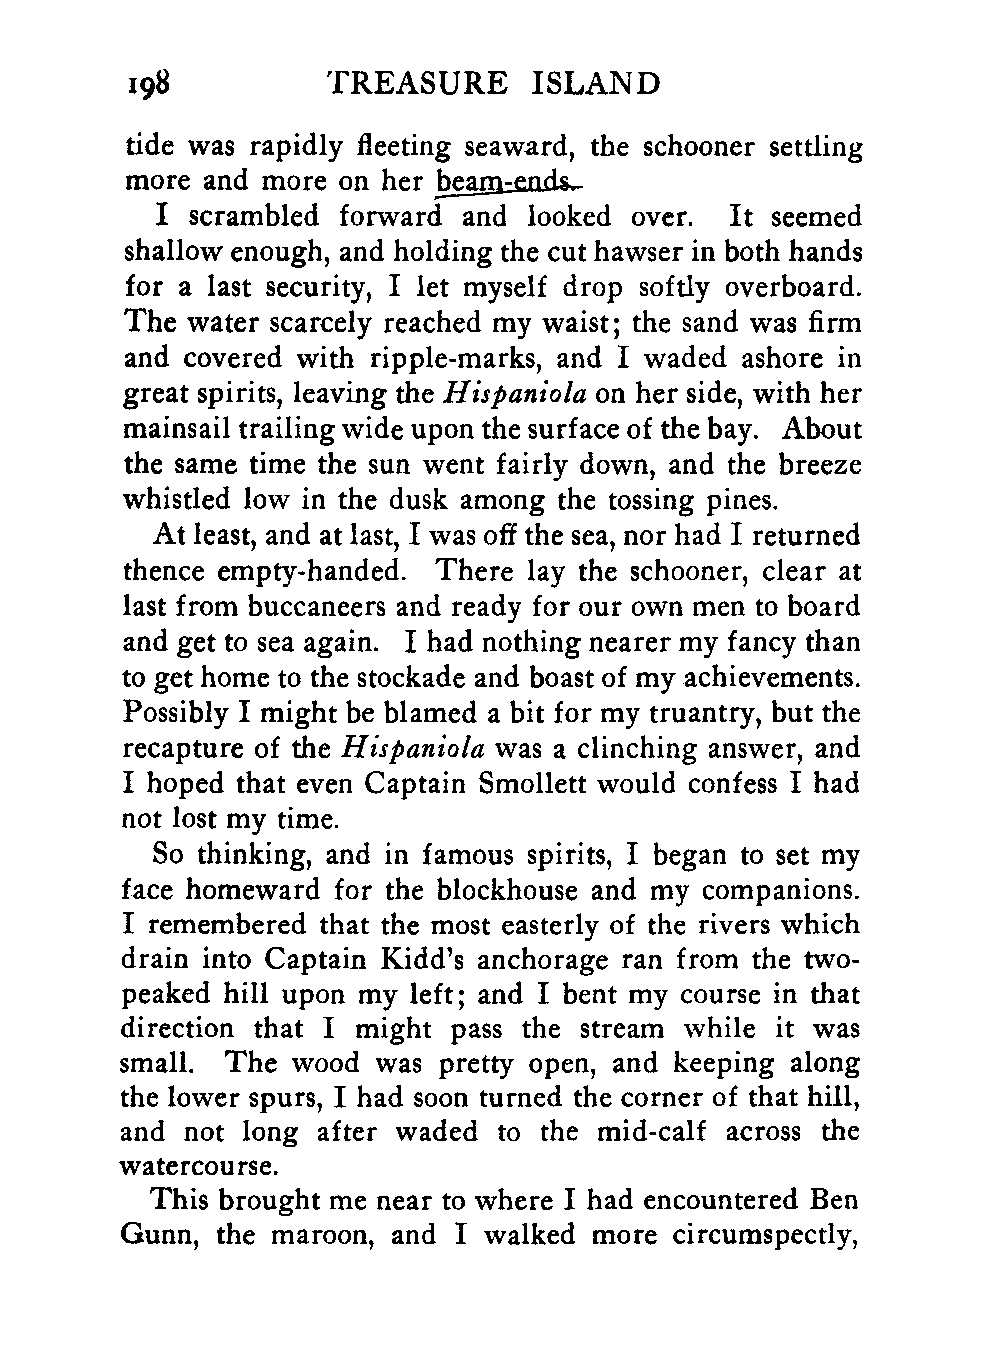 198 TREASURE ISLAND
tide was rapidly fleeting seaward, the schooner settling
more and more on her beam-ends.
I scrambled forward and looked over. It seemed
shallow enough, and holding the cut hawser in both hands
for a last security, I let myself drop softly overboard.
The water scarcely reached my waist; the sand was firm
and covered with ripple-marks, and I waded ashore in
great spirits, leaving the Hispaniola on her side, with her
mainsail trailing wide upon the surface of the bay. About
the same time the sun went fairly down, and the breeze
whistled low in the dusk among the tossing pines.
At least, and at last, I was off the sea, nor had I returned
thence empty-handed. There lay the schooner, clear at
last from buccaneers and ready for our own men to board
and get to sea again. I had nothing nearer my fancy than
to get home to the stockade and boast of my achievements.
Possibly I might be blamed a bit for my truantry, but the
recapture of the Hispaniola was a clinching answer, and
I hoped that even Captain Smollett would confess I had
not lost my time.
So thinking, and in famous spirits, I began to set my
face homeward for the blockhouse and my companions.
I remembered that the most easterly of the rivers which
drain into Captain Kidd's anchorage ran from the two-
peaked hill upon my left; and I bent my course in that
direction that I might pass the stream while it was
small. The wood was pretty open, and keeping along
the lower spurs, I had soon turned the corner of that hill,
and not long after waded to the mid-calf across the
watercourse.
This brought me near to where I had encountered Ben
Gunn, the maroon, and I walked more circumspectly,